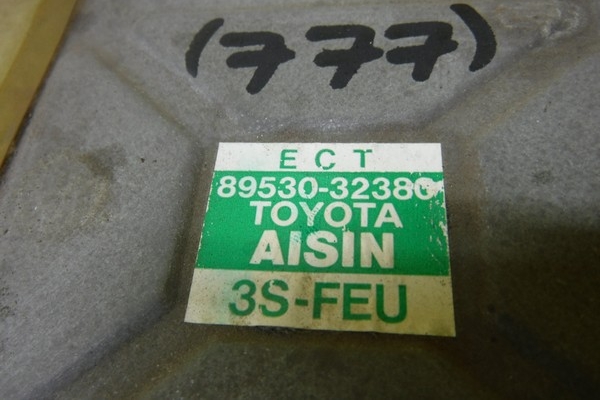 (777)
ECT
89530-32380
TOYOTA
AISIN
3S-FEU